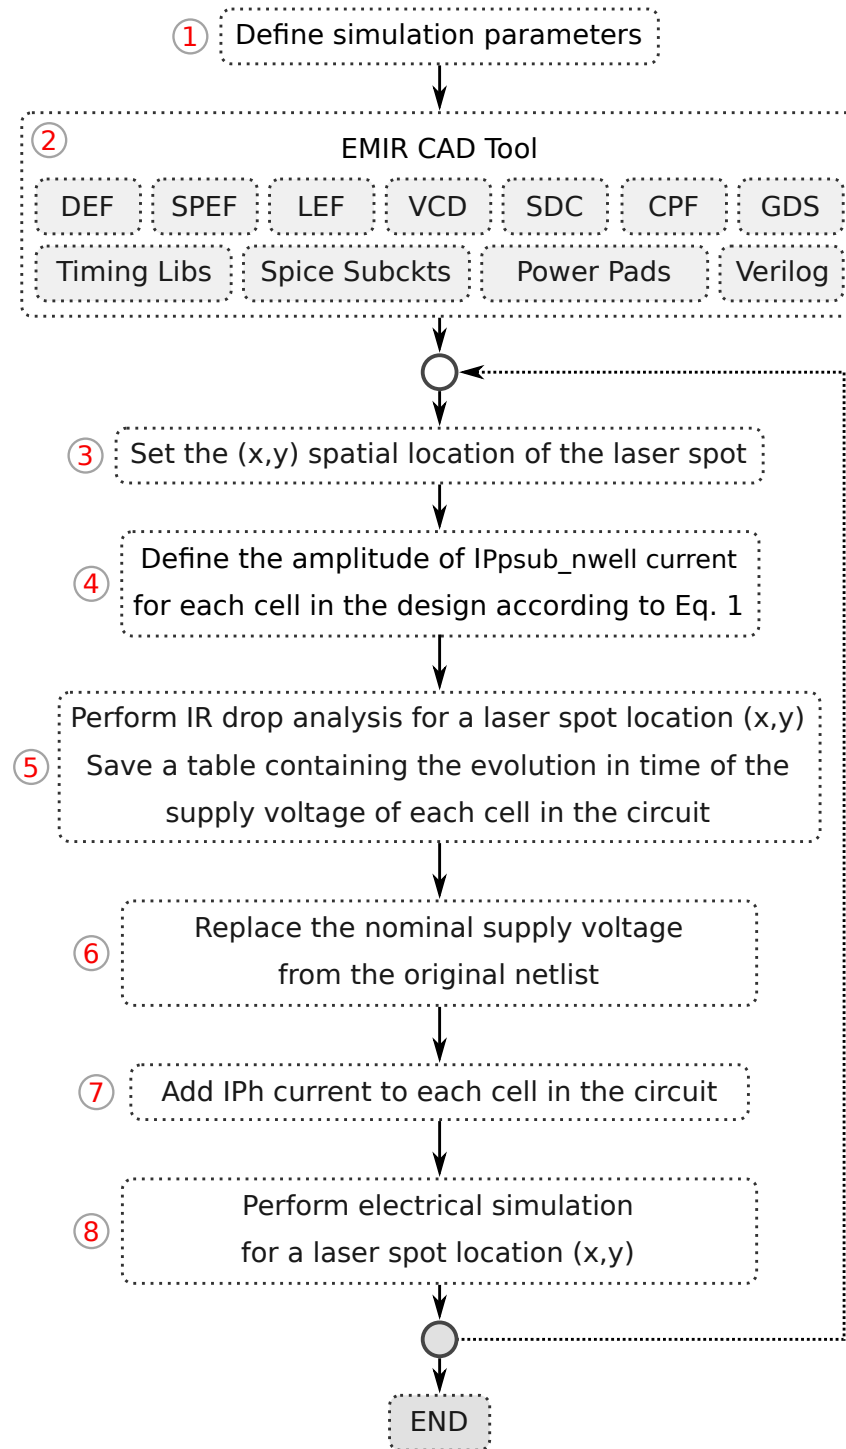 1 Define simulation parameters
2
EMIR CAD Tool
DEF SPEF LEF VCD SDC CPF GDS
Timing Libs Spice Subckts Power Pads Verilog
3 Set the (x,y) spatial location of the laser spot
Define the amplitude of IPpsub_nwell current
4
for each cell in the design according to Eq. 1
Perform IR drop analysis for a laser spot location (x,y)
5 Save a table containing the evolution in time of the
supply voltage of each cell in the circuit
Replace the nominal supply voltage
6
from the original netlist
7 Add IPh current to each cell in the circuit
Perform electrical simulation
8
for a laser spot location (x,y)
END